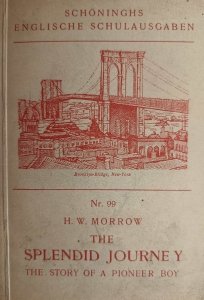 SCHÖNINGHS
ENGLISCHE SCHULAUSGABEN
Brooklyn-Bridge, New-York
Nr. 99
H. W. MORROW
THE
SPLENDID JOURNEY
THE STORY OF A PIONEER BOY